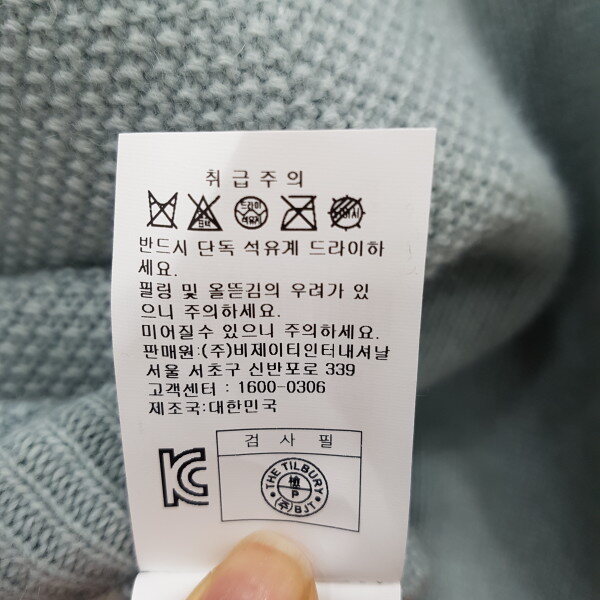 취급주의
드라이
석유계
반드시 단독 석유계 드라이하
세요.
필링 및 올뜯김의 우려가 있
으니 주의하세요.
미어질수 있으니 주의하세요.
판매원:(주)비제이티인터내셔날
서울 서초구 신반포로 339
고객센터 : 1600-0306
제조국:대한민국
검사필
THE TILBURY
P
(주)BJT